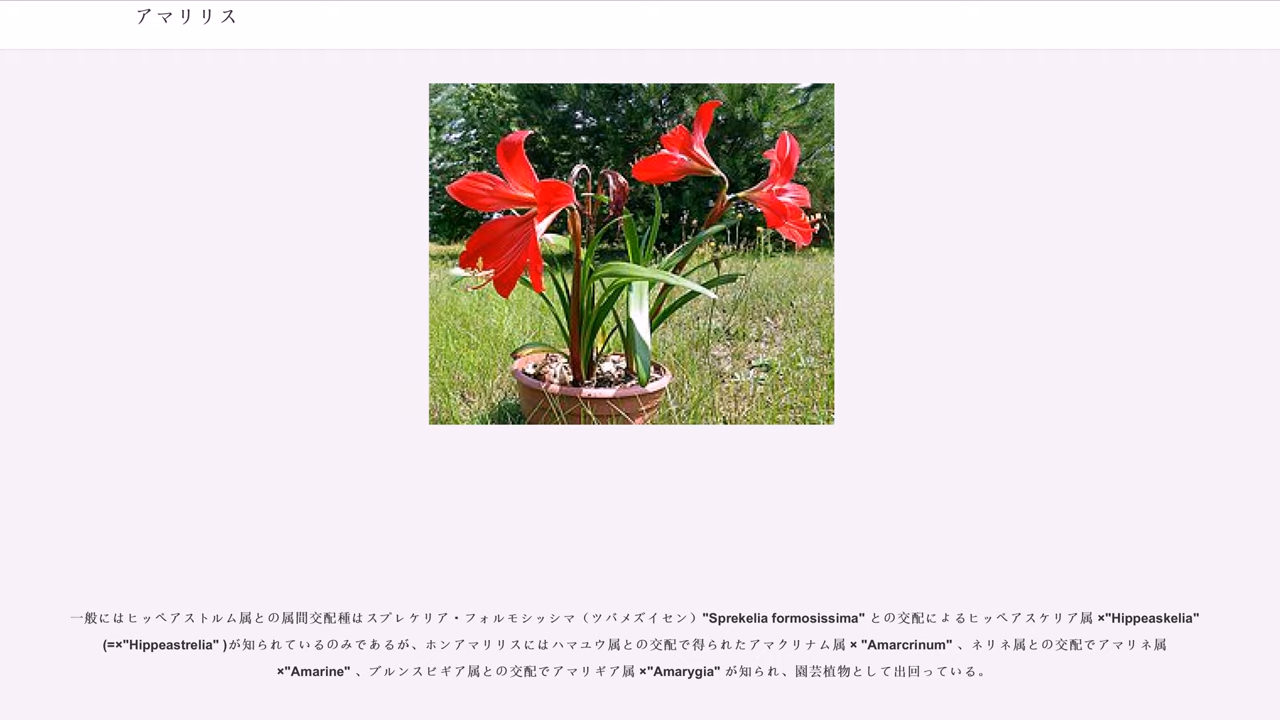 アマリリス
一般にはヒッペアストルム属との属間交配種はスプレケリア・フォルモシッシマ（ツバメズイセン）"Sprekelia formosissima" との交配によるヒッペアスケリア属 ×"Hippeaskelia"
(=×"Hippeastrelia" )が知られているのみであるが、ホンアマリリスにはハマユウ属との交配で得られたアマクリナム属 × "Amarcrinum" 、ネリネ属との交配でアマリネ属
×"Amarine" 、ブルンスビギア属との交配でアマリギア属 ×"Amarygia" が知られ、園芸植物として出回っている。